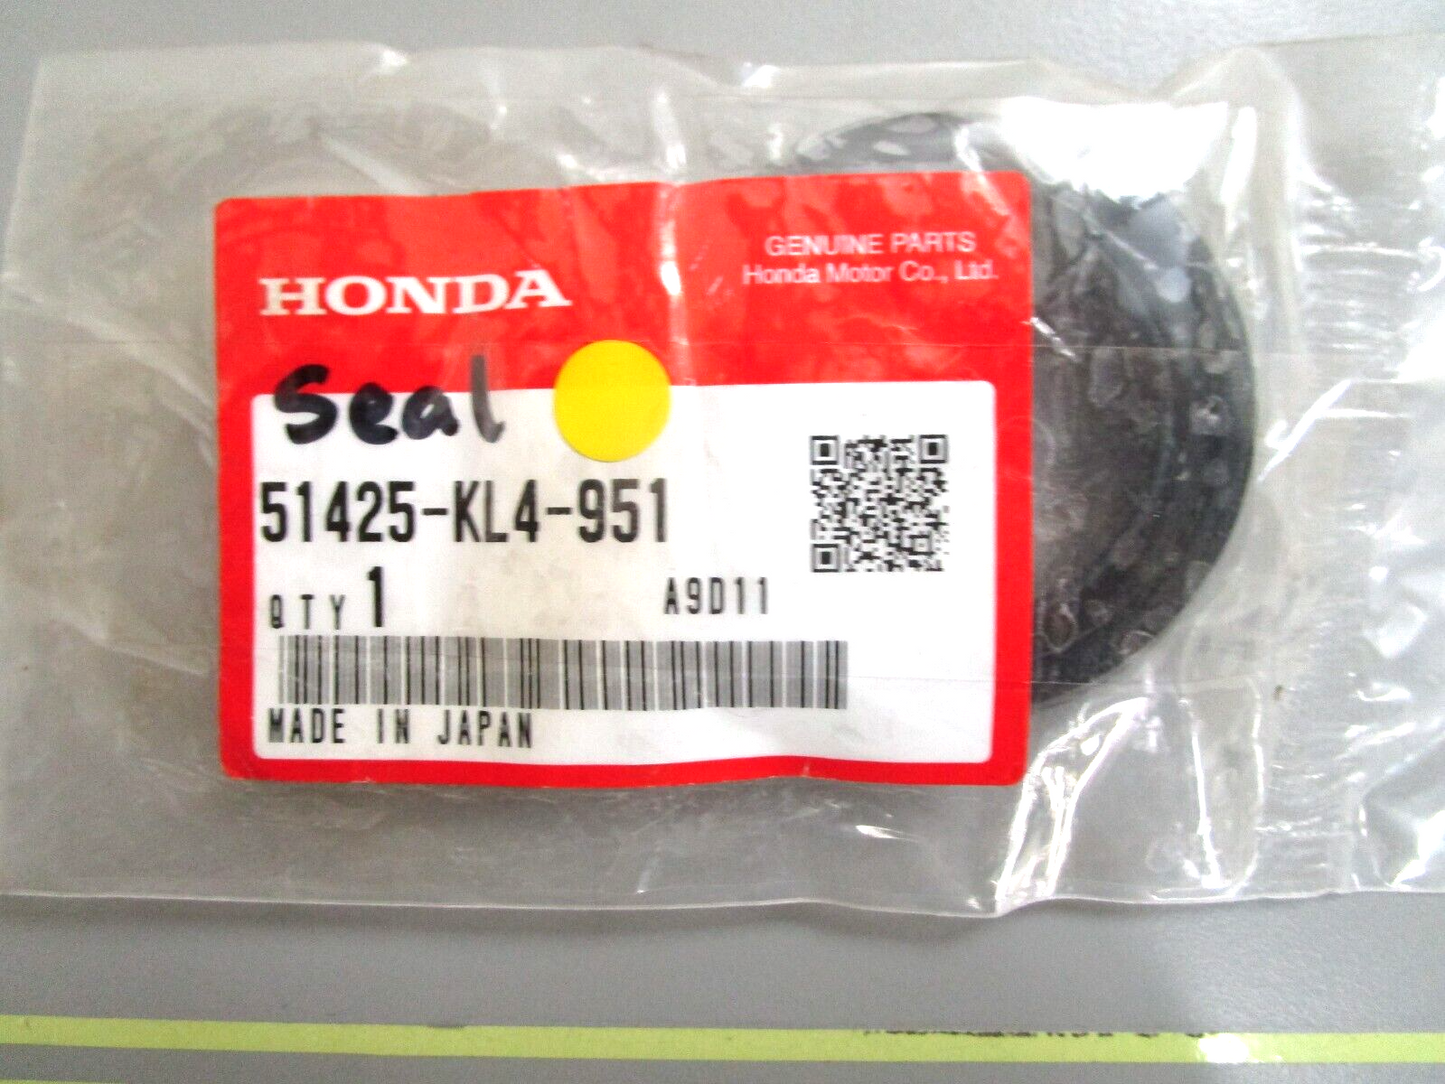 HONDA
GENUINE PARTS
Honda Motor Co., Ltd.
Seal
51425-KL4-951
QTY 1
A9D11
MADE IN JAPAN